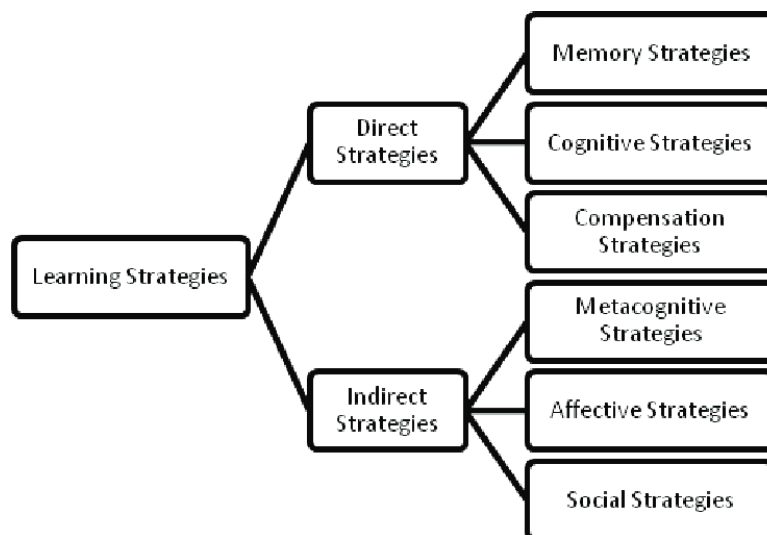 Learning Strategies
Direct
Strategies
Memory Strategies
Cognitive Strategies
Compensation
Strategies
Indirect
Strategies
Metacognitive
Strategies
Affective Strategies
Social Strategies